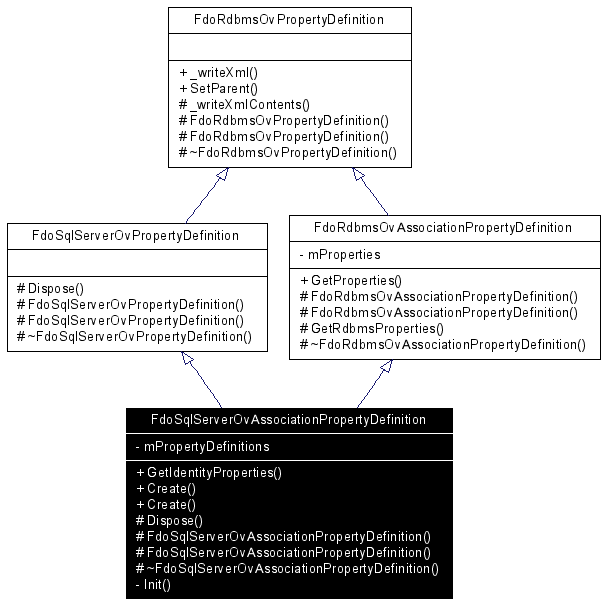 FdoRdbmsOvPropertyDefinition
+ _writeXml()
+ SetParent()
# _writeXmlContents()
# FdoRdbmsOvPropertyDefinition()
# FdoRdbmsOvPropertyDefinition()
# ~FdoRdbmsOvPropertyDefinition()
FdoSqlServerOvPropertyDefinition
# Dispose()
# FdoSqlServerOvPropertyDefinition()
# FdoSqlServerOvPropertyDefinition()
# ~FdoSqlServerOvPropertyDefinition()
FdoRdbmsOvAssociationPropertyDefinition
- mProperties
+ GetProperties()
# FdoRdbmsOvAssociationPropertyDefinition()
# FdoRdbmsOvAssociationPropertyDefinition()
# GetRdbmsProperties()
# ~FdoRdbmsOvAssociationPropertyDefinition()
FdoSqlServerOvAssociationPropertyDefinition
- mPropertyDefinitions
+ GetIdentityProperties()
+ Create()
+ Create()
# Dispose()
# FdoSqlServerOvAssociationPropertyDefinition()
# FdoSqlServerOvAssociationPropertyDefinition()
# ~FdoSqlServerOvAssociationPropertyDefinition()
- Init()